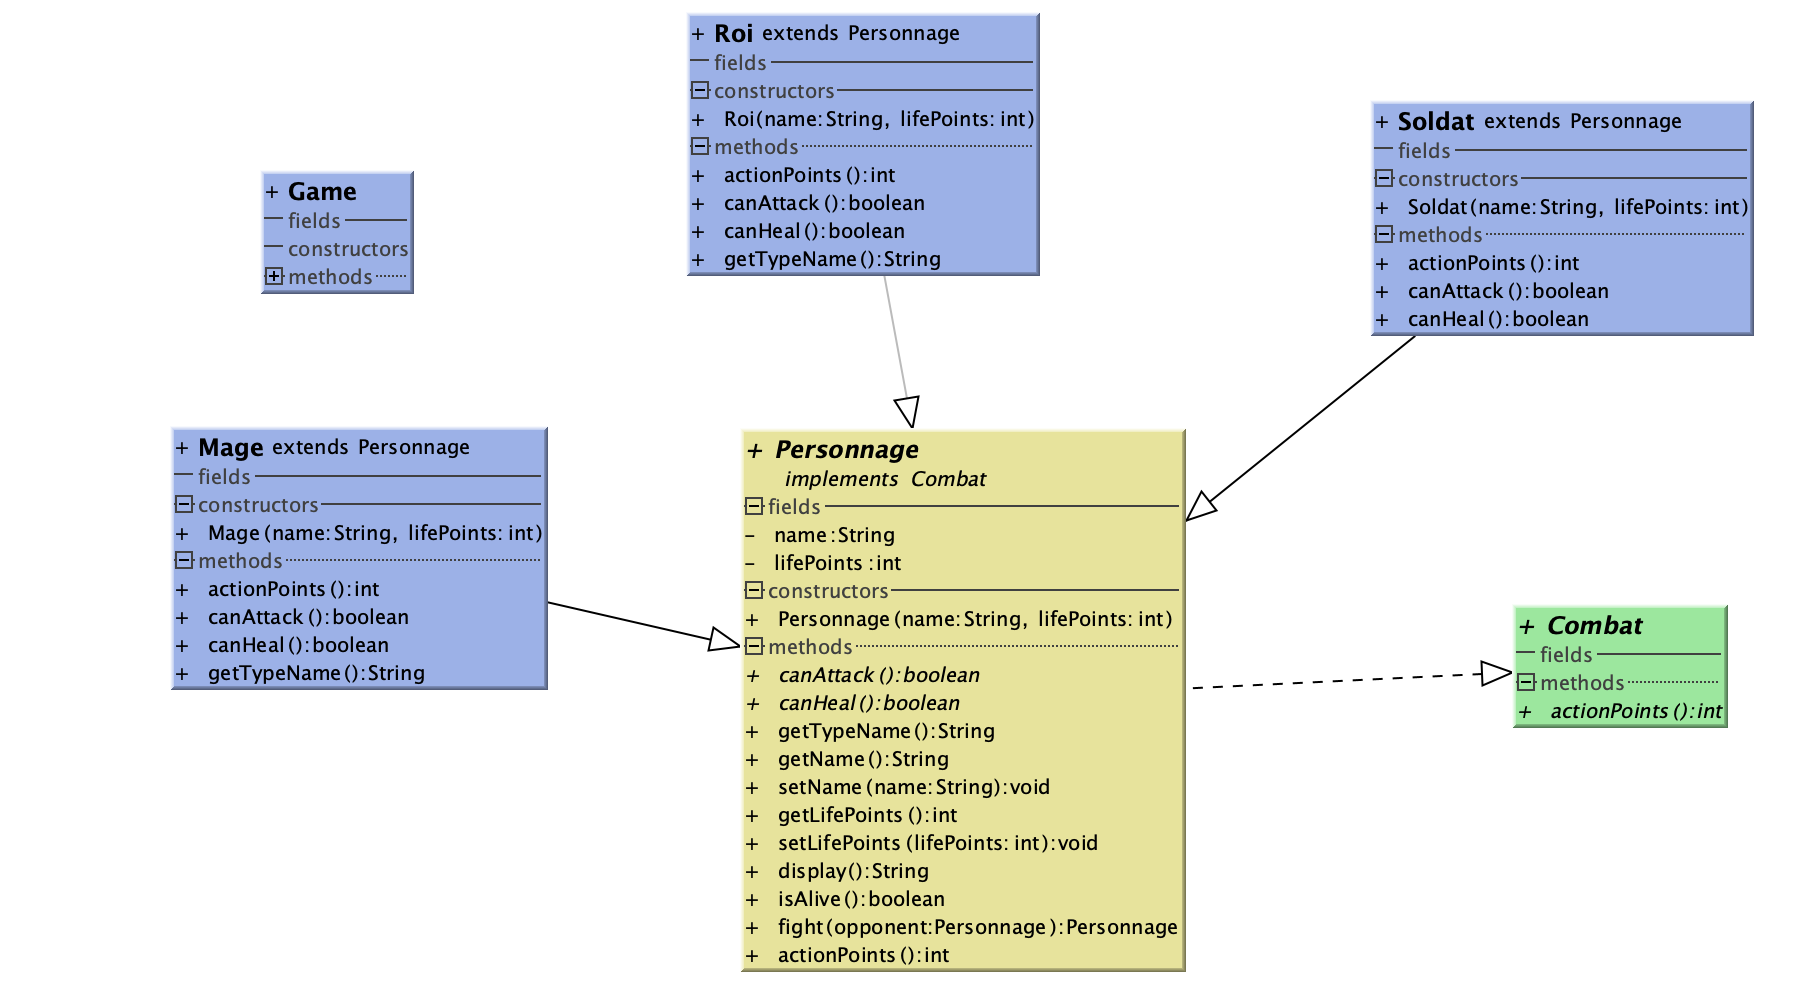 + Roi extends Personnage
fields
constructors
+ Roi(name:String, lifePoints: int)
methods
+ actionPoints():int
+ canAttack():boolean
+ canHeal():boolean
+ getTypeName():String
+ Soldat extends Personnage
fields
constructors
+ Soldat(name:String, lifePoints: int)
methods
+ actionPoints():int
+ canAttack():boolean
+ canHeal():boolean
+ Game
fields
constructors
methods
+ Mage extends Personnage
fields
constructors
+ Mage(name:String, lifePoints: int)
methods
+ actionPoints():int
+ canAttack():boolean
+ canHeal():boolean
+ getTypeName():String
+ Personnage
implements Combat
fields
- name:String
- lifePoints:int
constructors
+ Personnage(name:String, lifePoints: int)
methods
+ canAttack():boolean
+ canHeal():boolean
+ getTypeName():String
+ getName():String
+ setName(name:String):void
+ getLifePoints():int
+ setLifePoints(lifePoints: int):void
+ display():String
+ isAlive():boolean
+ fight(opponent:Personnage):Personnage
+ actionPoints():int
+ Combat
fields
methods
+ actionPoints():int